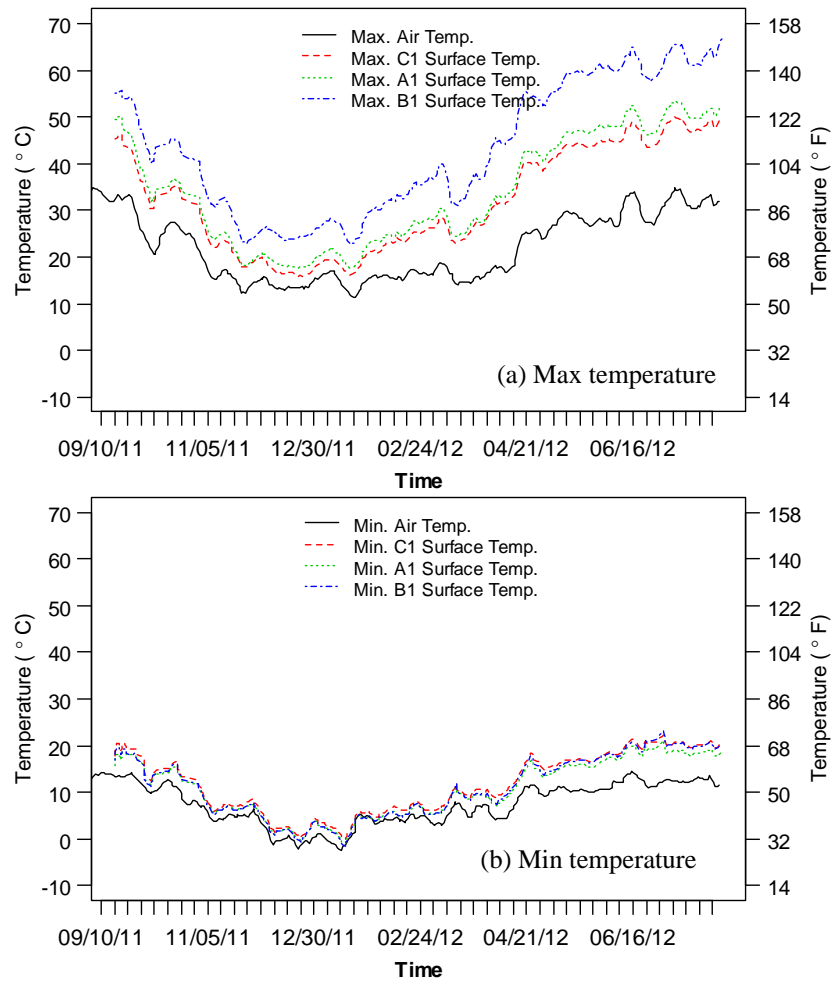 Max. Air Temp.
Max. C1 Surface Temp.
Max. A1 Surface Temp.
Max. B1 Surface Temp.
70
60
50
40
30
20
10
0
-10
Temperature ( ° C)
158
140
122
104
86
68
50
32
14
Temperature ( ° F)
(a) Max temperature
09/10/11 11/05/11 12/30/11 02/24/12 04/21/12 06/16/12
Time
Min. Air Temp.
Min. C1 Surface Temp.
Min. A1 Surface Temp.
Min. B1 Surface Temp.
70
60
50
40
30
20
10
0
-10
Temperature ( ° C)
158
140
122
104
86
68
50
32
14
Temperature ( ° F)
(b) Min temperature
09/10/11 11/05/11 12/30/11 02/24/12 04/21/12 06/16/12
Time